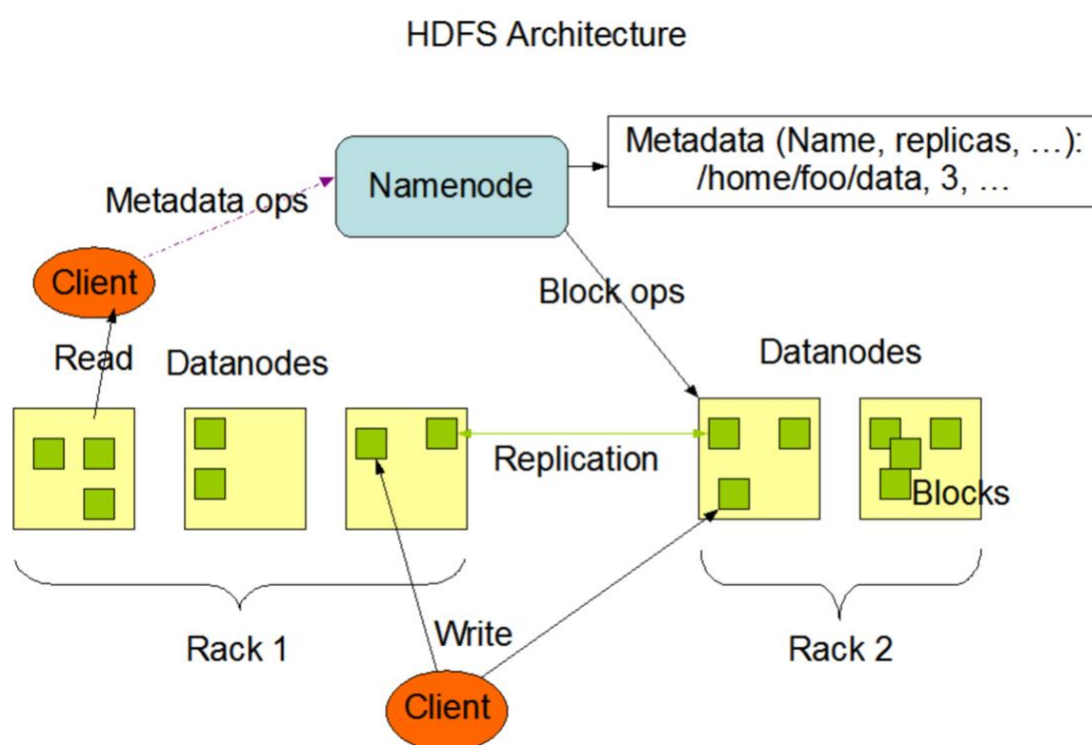 HDFS Architecture
Metadata (Name, replicas, …):
/home/foo/data, 3, …
Namenode
Metadata ops
Client
Block ops
Read
Datanodes
Datanodes
Replication
Blocks
Rack 1
Write
Rack 2
Client